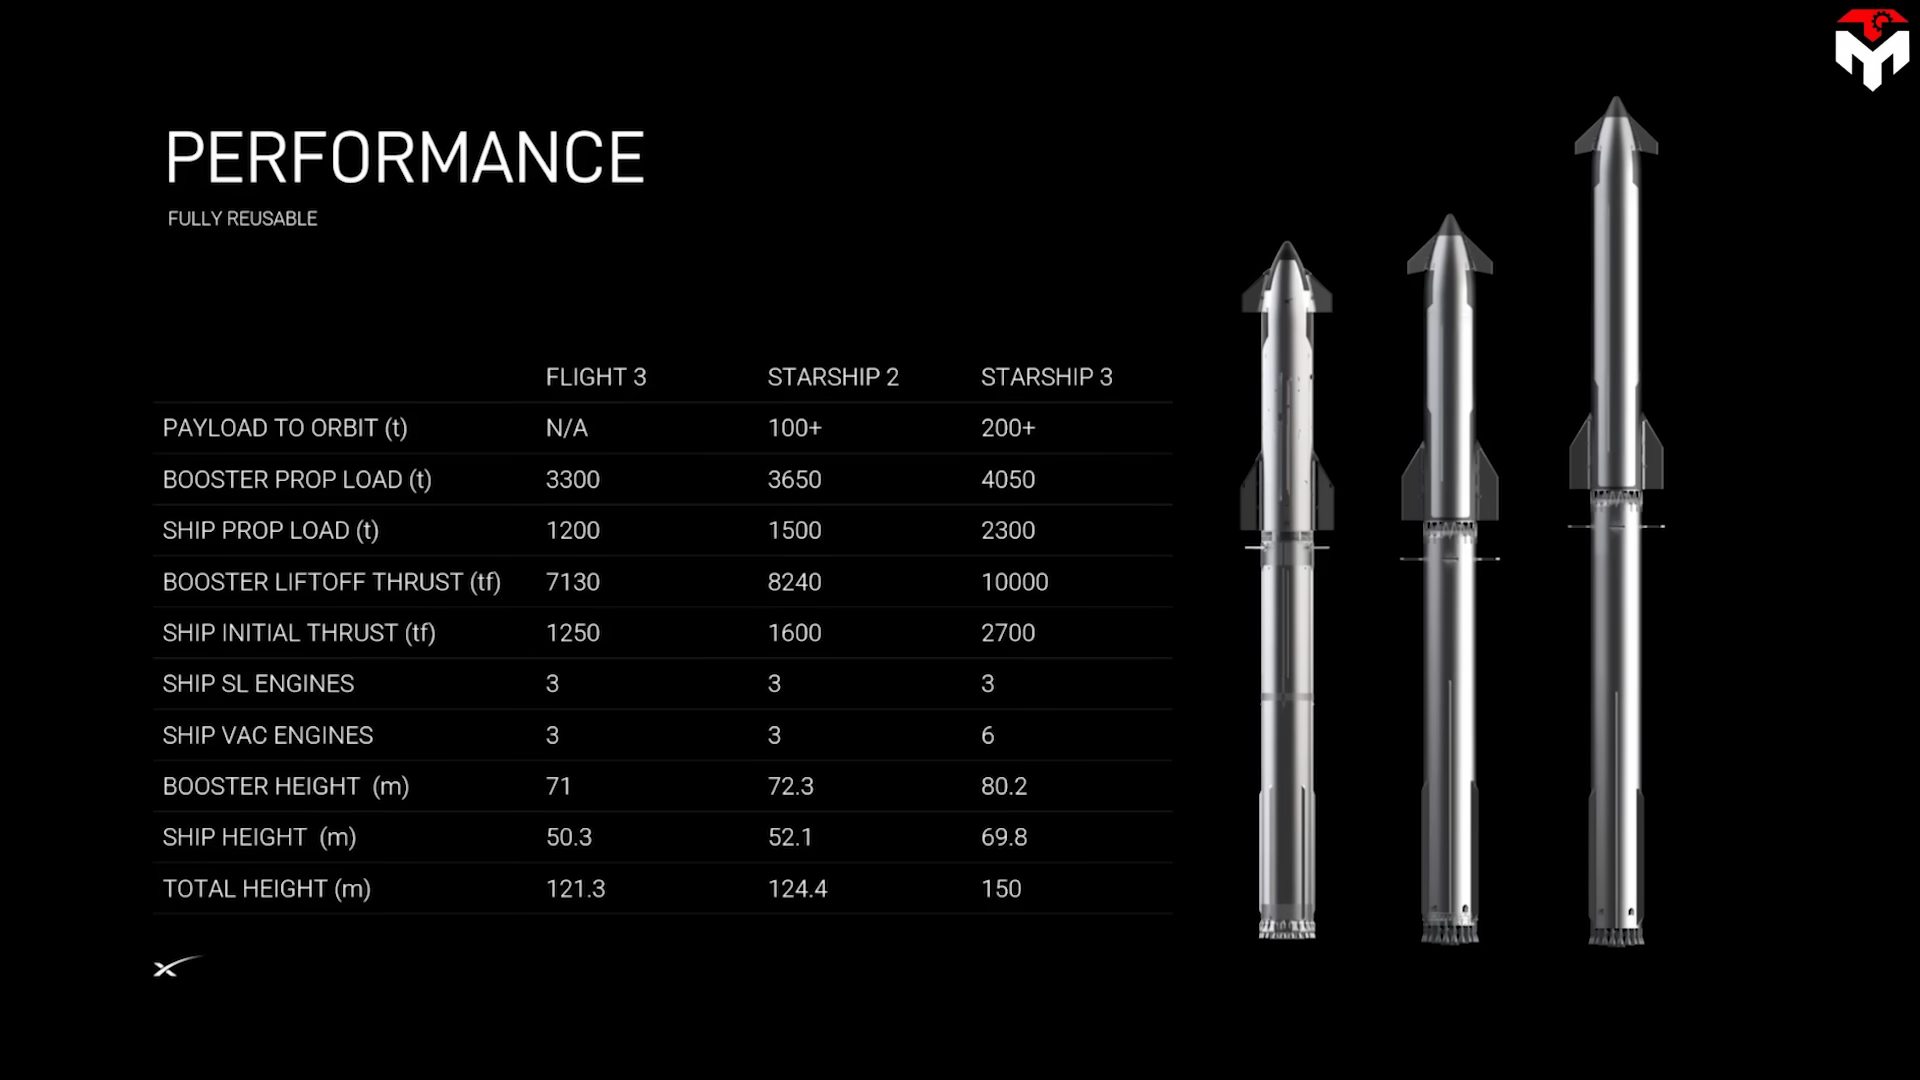 PERFORMANCE
FULLY REUSABLE
FLIGHT 3 STARSHIP 2 STARSHIP 3
PAYLOAD TO ORBIT (t) N/A 100+ 200+
BOOSTER PROP LOAD (t) 3300 3650 4050
SHIP PROP LOAD (t) 1200 1500 2300
BOOSTER LIFTOFF THRUST (tf) 7130 8240 10000
SHIP INITIAL THRUST (tf) 1250 1600 2700
SHIP SL ENGINES 3 3 3
SHIP VAC ENGINES 3 3 6
BOOSTER HEIGHT (m) 71 72.3 80.2
SHIP HEIGHT (m) 50.3 52.1 69.8
TOTAL HEIGHT (m) 121.3 124.4 150